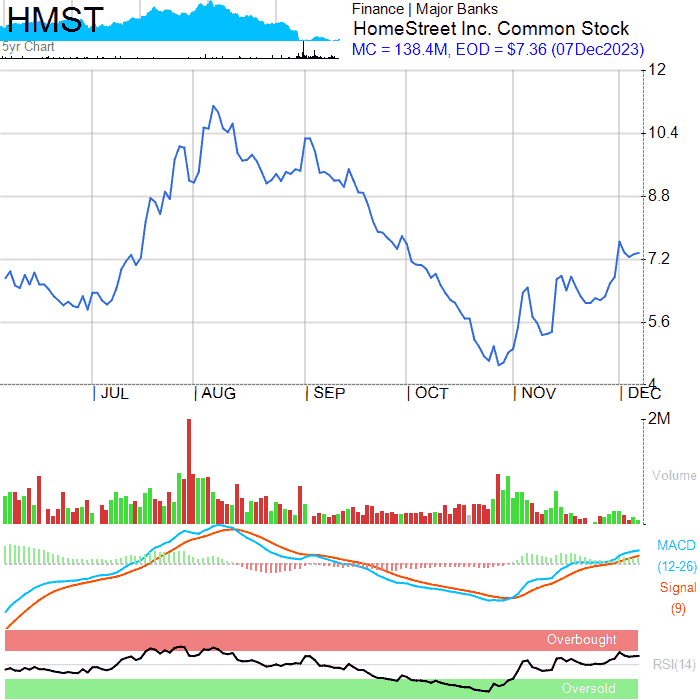 HMST
5yr Chart
Finance | Major Banks
HomeStreet Inc. Common Stock
MC = 138.4M, EOD = $7.36 (07Dec2023)
12
10.4
8.8
7.2
5.6
4
JUL AUG SEP OCT NOV DEC
2M
Volume
MACD
(12-26)
Signal
(9)
Overbought
RSI(14)
Oversold